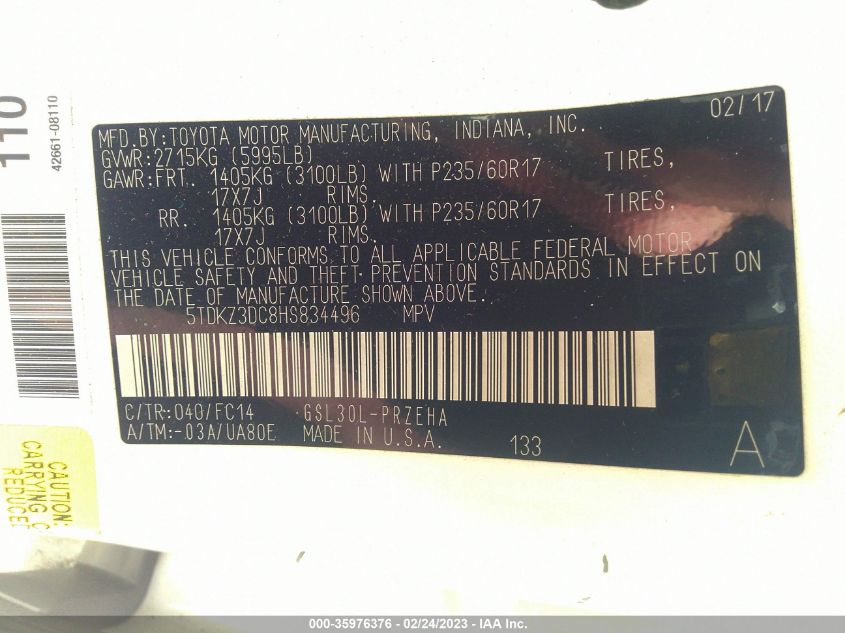 110
42661-08110
02/17
MFD.BY:TOYOTA MOTOR MANUFACTURING, INDIANA, INC.
GVWR:2715KG (5995LB)
GAWR:FRT. 1405KG (3100LB) WITH P235/60R17 TIRES,
17X7J RIMS.
RR. 1405KG (3100LB) WITH P235/60R17 TIRES,
17X7J RIMS.
THIS VEHICLE CONFORMS TO ALL APPLICABLE FEDERAL MOTOR
VEHICLE SAFETY AND THEFT PREVENTION STANDARDS IN EFFECT ON
THE DATE OF MANUFACTURE SHOWN ABOVE.
5TDKZ3DC8HS834496 MPV
C/TR:040/FC14 GSL30L-PRZEHA
A/TM:-.03A/UA80E MADE IN U.S.A. 133 A
CAUTION:
CARRYING C
REDUCE
000-35976376 - 02/24/2023 - IAA Inc.